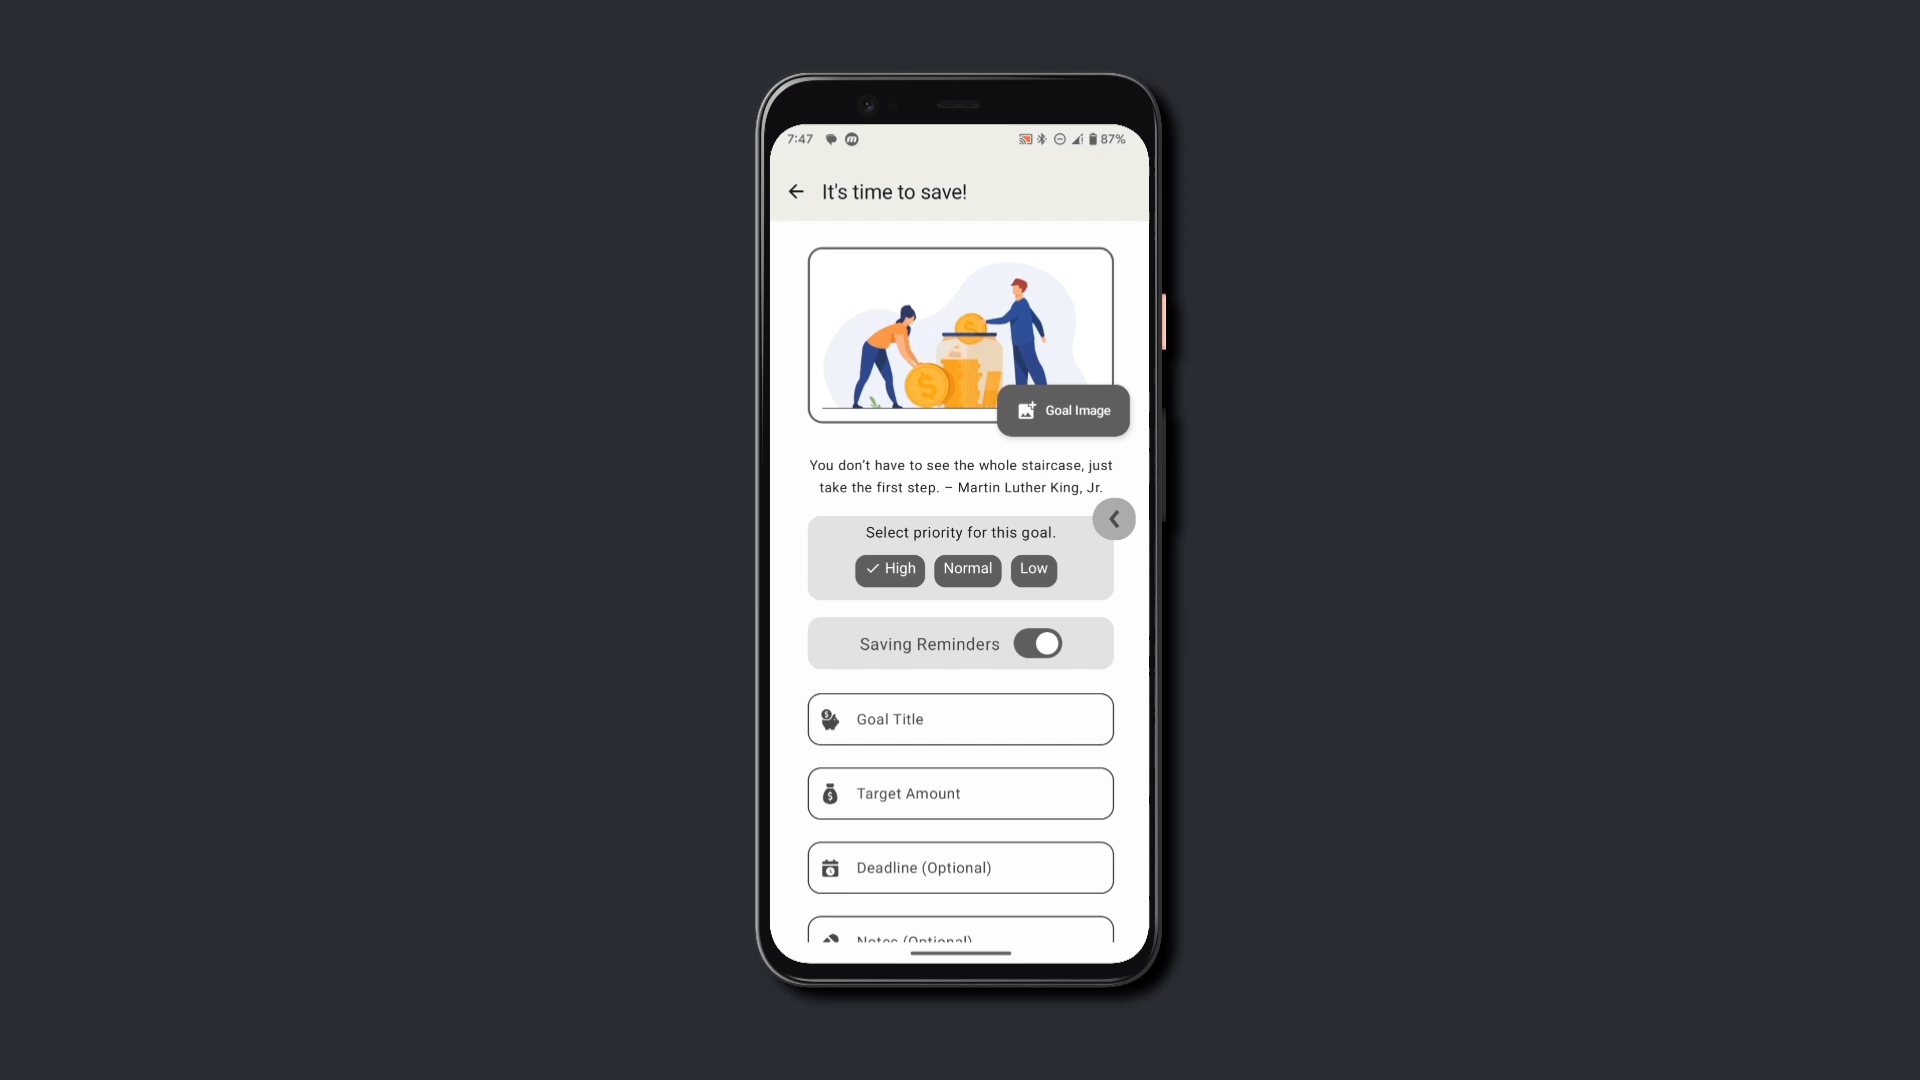 7:47
87%
It's time to save!
Goal Image
You don’t have to see the whole staircase, just
take the first step. – Martin Luther King, Jr.
Select priority for this goal.
High
Normal
Low
Saving Reminders
Goal Title
Target Amount
Deadline (Optional)
Notes (Optional)